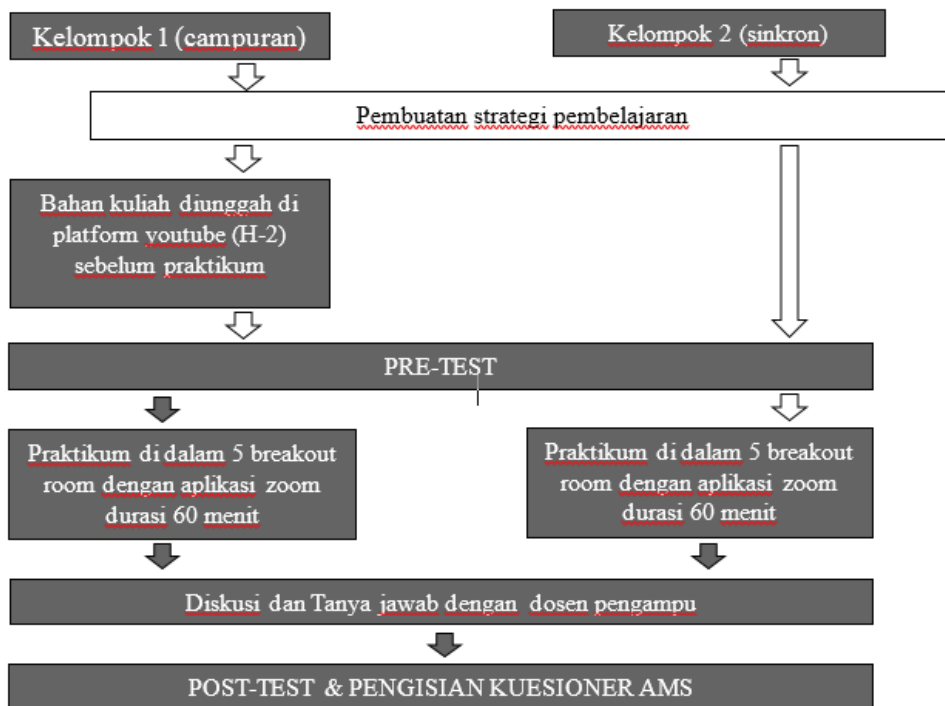 Kelompok 1 (campuran)
Kelompok 2 (sinkron)
Pembuatan strategi pembelajaran
Bahan kuliah diunggah di
platform youtube (H-2)
sebelum praktikum
PRE-TEST
Praktikum di dalam 5 breakout
room dengan aplikasi zoom
durasi 60 menit
Praktikum di dalam 5 breakout
room dengan aplikasi zoom
durasi 60 menit
Diskusi dan Tanya jawab dengan dosen pengampu
POST-TEST & PENGISIAN KUESIONER AMS